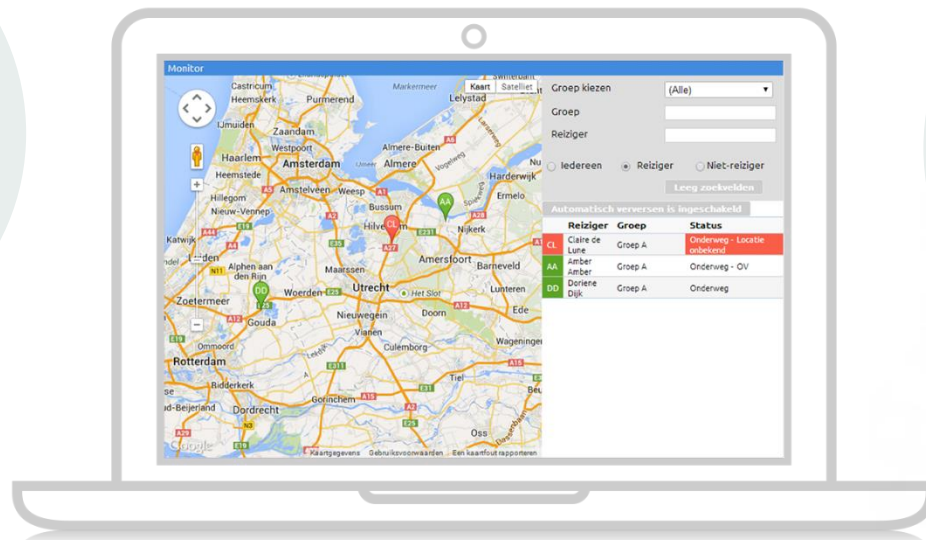 Monitor
Castricum
Markermeer
Kaart
Satelliet
Heemskerk
Purmerend
Lelystad
IJmuiden
Zaandam
Westpoort
Almere-Buiten
Haarlem
Amsterdam
Almere
Heemstede
Harderwijk
Amstelveen
Weesp
Hillegom
Ermelo
Nieuw-Vennep
Bussum
AA
CL
Nijkerk
Katwijk
Amersfoort
Leiden
Alphen aan
den Rijn
Maarssen
Barneveld
DD
Woerden
Utrecht
Het Slot
Lunteren
Zoetermeer
Nieuwegein
Doorn
Ede
Gouda
Vianen
Ommoord
Culemborg
Rotterdam
Tiel
Ridderkerk
Gorinchem
Dordrecht
Oss
Google
Kaartgegevens
Gebruiksvoorwaarden
Een kaartfout rapporteren
Groep kiezen
(Alle)
Groep
Reiziger
Iedereen
Reiziger
Niet-reiziger
Leeg zoekvelden
Automatisch verversen is ingeschakeld
Reiziger Groep Status
CL Claire de Lune Groep A Onderweg - Locatie onbekend
AA Amber Amber Groep A Onderweg - OV
DD Doriene Dijk Groep A Onderweg